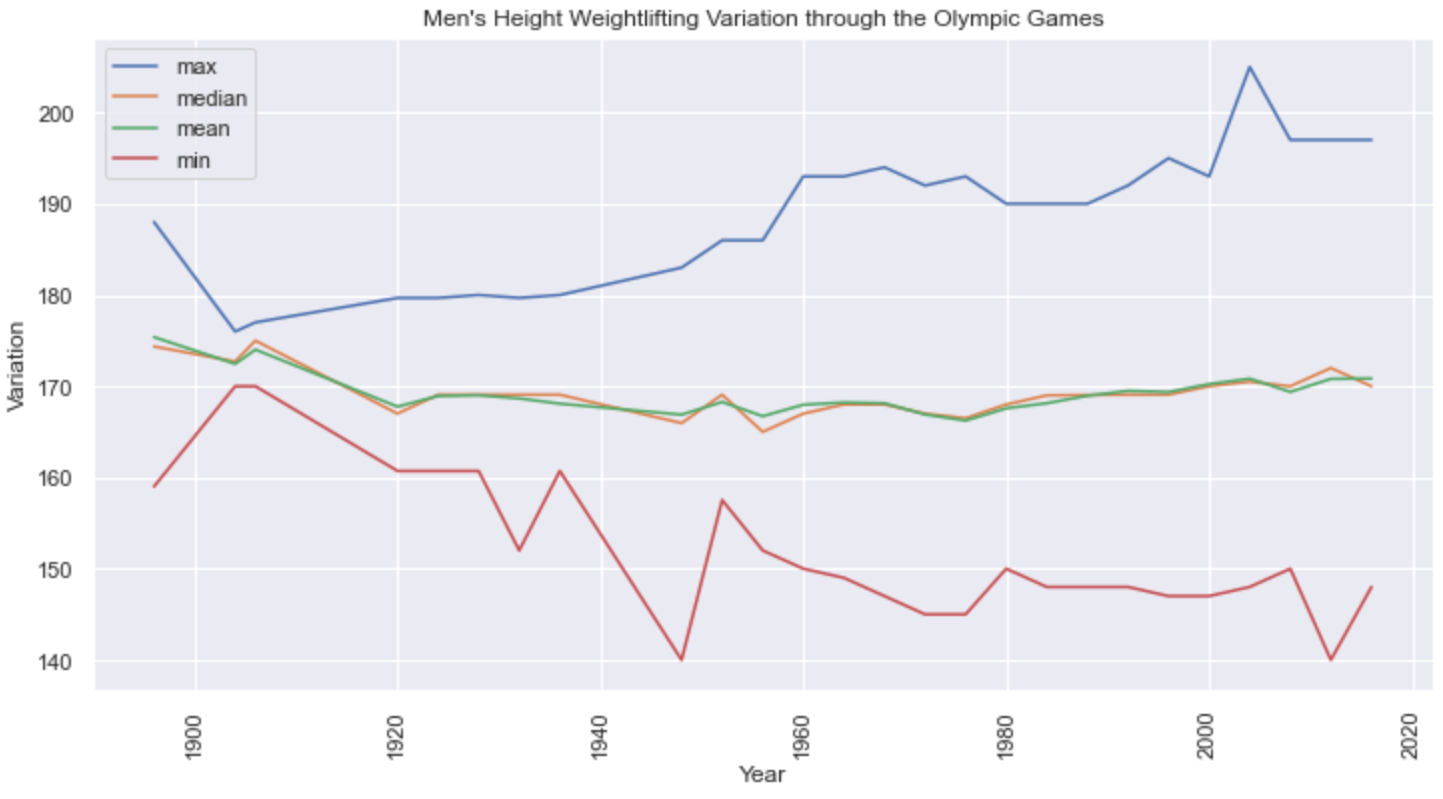 Men's Height Weightlifting Variation through the Olympic Games
max
median
mean
min
200
190
180
170
160
150
140
Variation
1900
1920
1940
1960
1980
2000
2020
Year